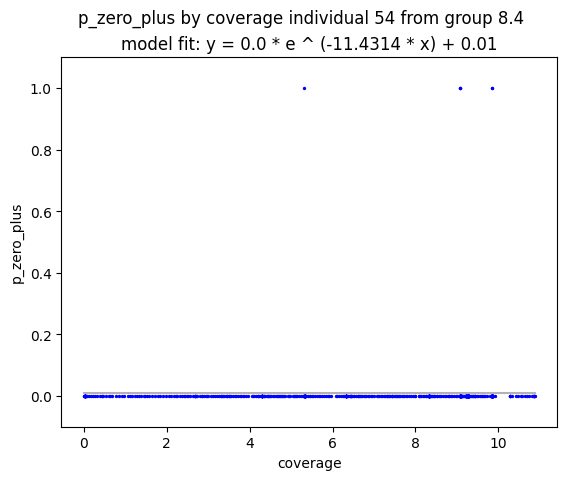 p_zero_plus by coverage individual 54 from group 8.4
model fit: y = 0.0 * e ^ (-11.4314 * x) + 0.01
1.0
0.8
0.6
0.4
0.2
0.0
p_zero_plus
0 2 4 6 8 10
coverage